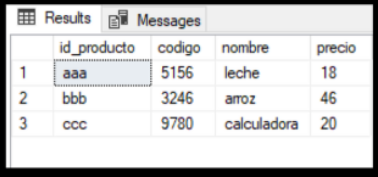 Results Messages
id_producto codigo nombre precio
1 aaa 5156 leche 18
2 bbb 3246 arroz 46
3 ccc 9780 calculadora 20